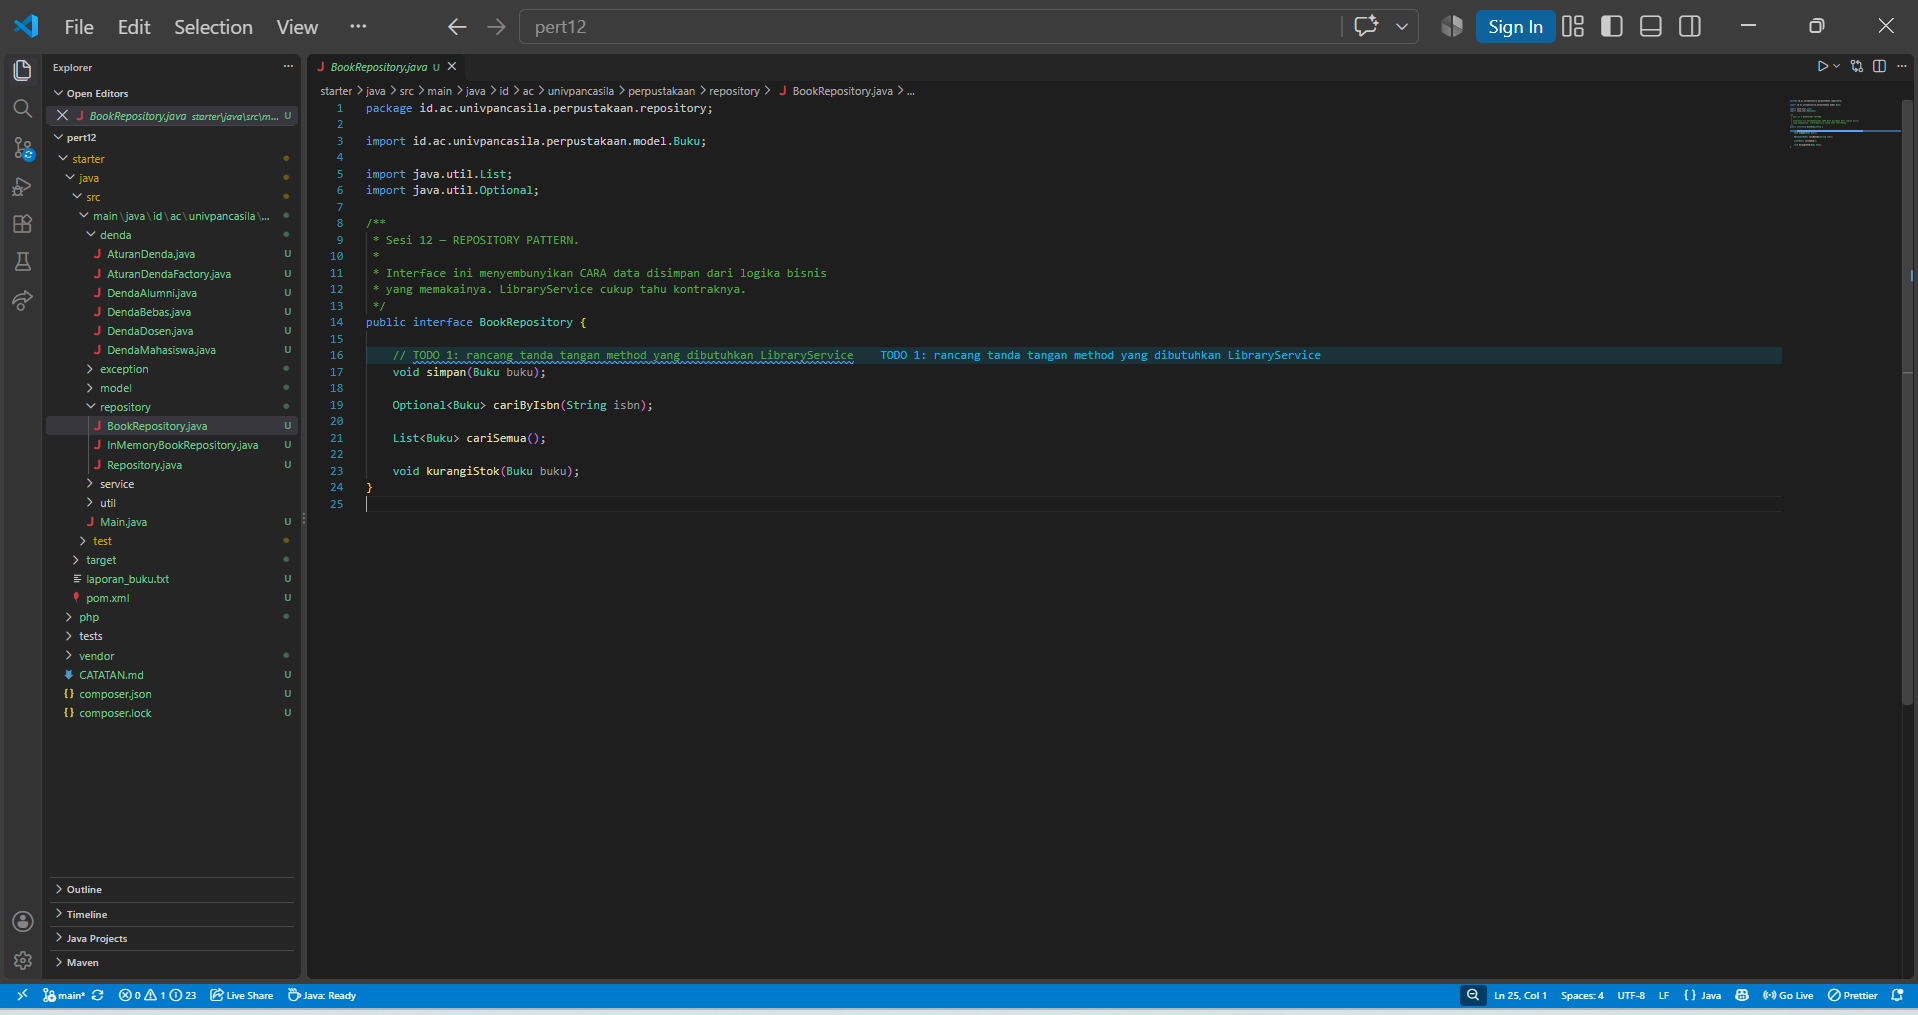 File Edit Selection View ··· pert12 Sign In
Explorer ···
Open Editors
BookRepository.java starter\java\src\m... U
pert12
starter
java
src
main\java\id\ac\univpancasila\...
denda
AturanDenda.java U
AturanDendaFactory.java U
DendaAlumni.java U
DendaBebas.java U
DendaDosen.java U
DendaMahasiswa.java U
exception
model
repository
BookRepository.java U
InMemoryBookRepository.java U
Repository.java U
service
util
Main.java U
test
target
laporan_buku.txt U
pom.xml U
php
tests
vendor
CATATAN.md U
composer.json U
composer.lock U
Outline
Timeline
Java Projects
Maven
BookRepository.java U
starter > java > src > main > java > id > ac > univpancasila > perpustakaan > repository > BookRepository.java > ...
1 package id.ac.univpancasila.perpustakaan.repository;
2
3 import id.ac.univpancasila.perpustakaan.model.Buku;
4
5 import java.util.List;
6 import java.util.Optional;
7
8 /**
9 * Sesi 12 — REPOSITORY PATTERN.
10 *
11 * Interface ini menyembunyikan CARA data disimpan dari logika bisnis
12 * yang memakainya. LibraryService cukup tahu kontraknya.
13 */
14 public interface BookRepository {
15
16 // TODO 1: rancang tanda tangan method yang dibutuhkan LibraryService TODO 1: rancang tanda tangan method yang dibutuhkan LibraryService
17 void simpan(Buku buku);
18
19 Optional<Buku> cariByIsbn(String isbn);
20
21 List<Buku> cariSemua();
22
23 void kurangiStok(Buku buku);
24 }
25
main* 0 1 23 Live Share Java: Ready Ln 25, Col 1 Spaces: 4 UTF-8 LF {} Java Go Live Prettier